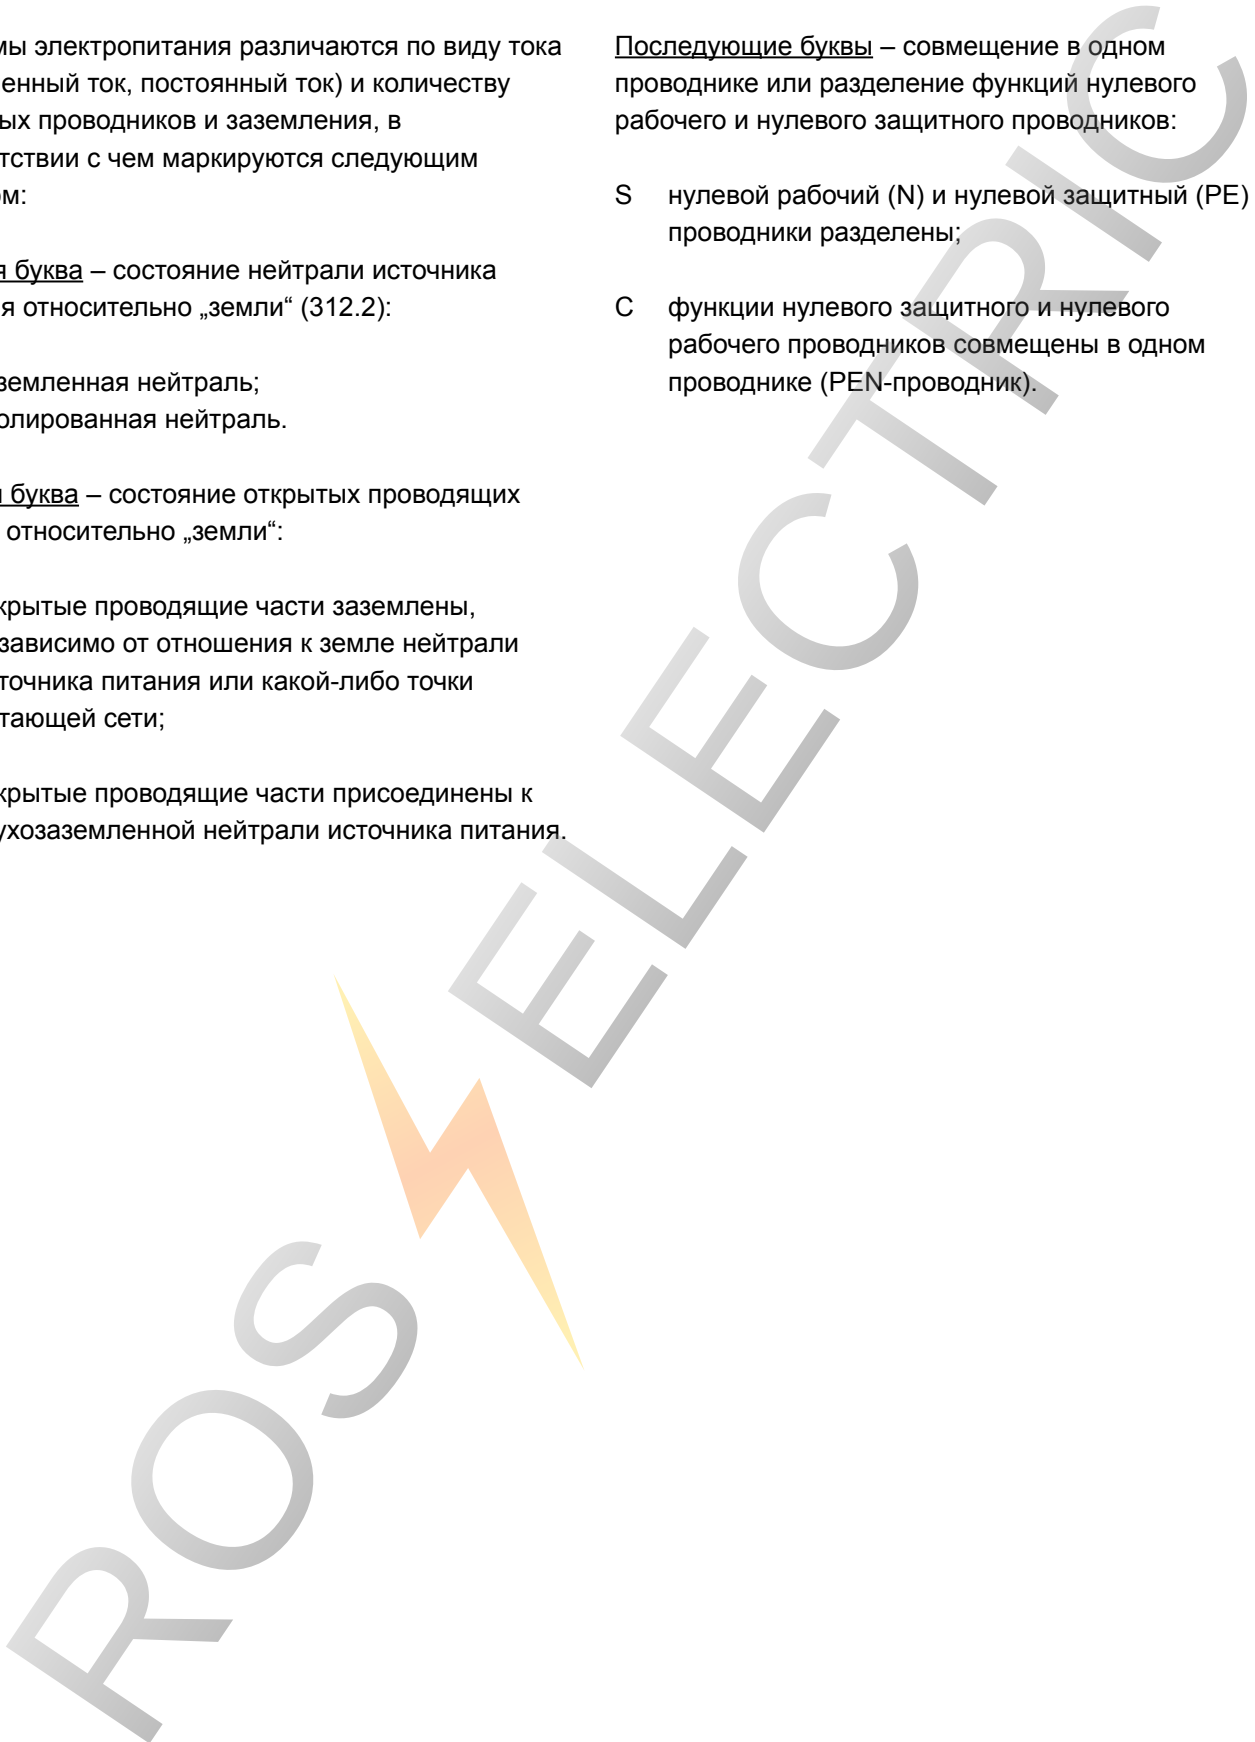 мы электропитания различаются по виду тока
енный ток, постоянный ток) и количеству
ых проводников и заземления, в
тствии с чем маркируются следующим
ом:
я буква – состояние нейтрали источника
я относительно „земли“ (312.2):
земленная нейтраль;
олированная нейтраль.
я буква – состояние открытых проводящих
относительно „земли“:
крытые проводящие части заземлены,
зависимо от отношения к земле нейтрали
точника питания или какой-либо точки
тающей сети;
крытые проводящие части присоединены к
ухозаземленной нейтрали источника питания.
Последующие буквы – совмещение в одном
проводнике или разделение функций нулевого
рабочего и нулевого защитного проводников:
S нулевой рабочий (N) и нулевой защитный (PE)
проводники разделены;
C функции нулевого защитного и нулевого
рабочего проводников совмещены в одном
проводнике (PEN-проводник).
ROS ELECTRIC